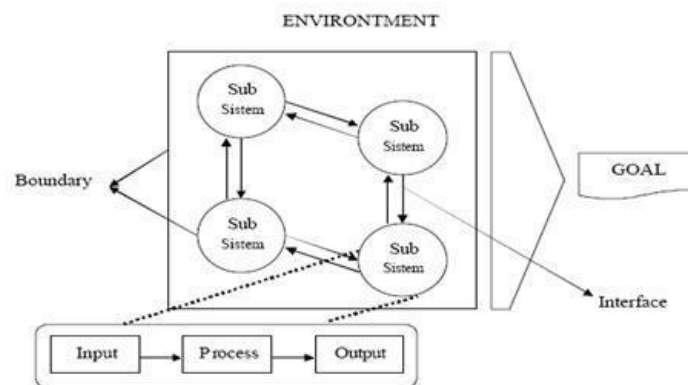 ENVIRONTMENT
Sub
Sistem
Sub
Sistem
Boundary
GOAL
Sub
Sistem
Sub
Sistem
Interface
Input
Process
Output